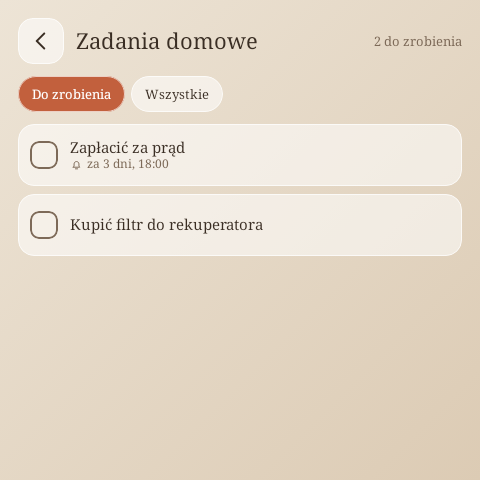 Zadania domowe
2 do zrobienia
Do zrobienia
Wszystkie
Zapłacić za prąd
za 3 dni, 18:00
Kupić filtr do rekuperatora